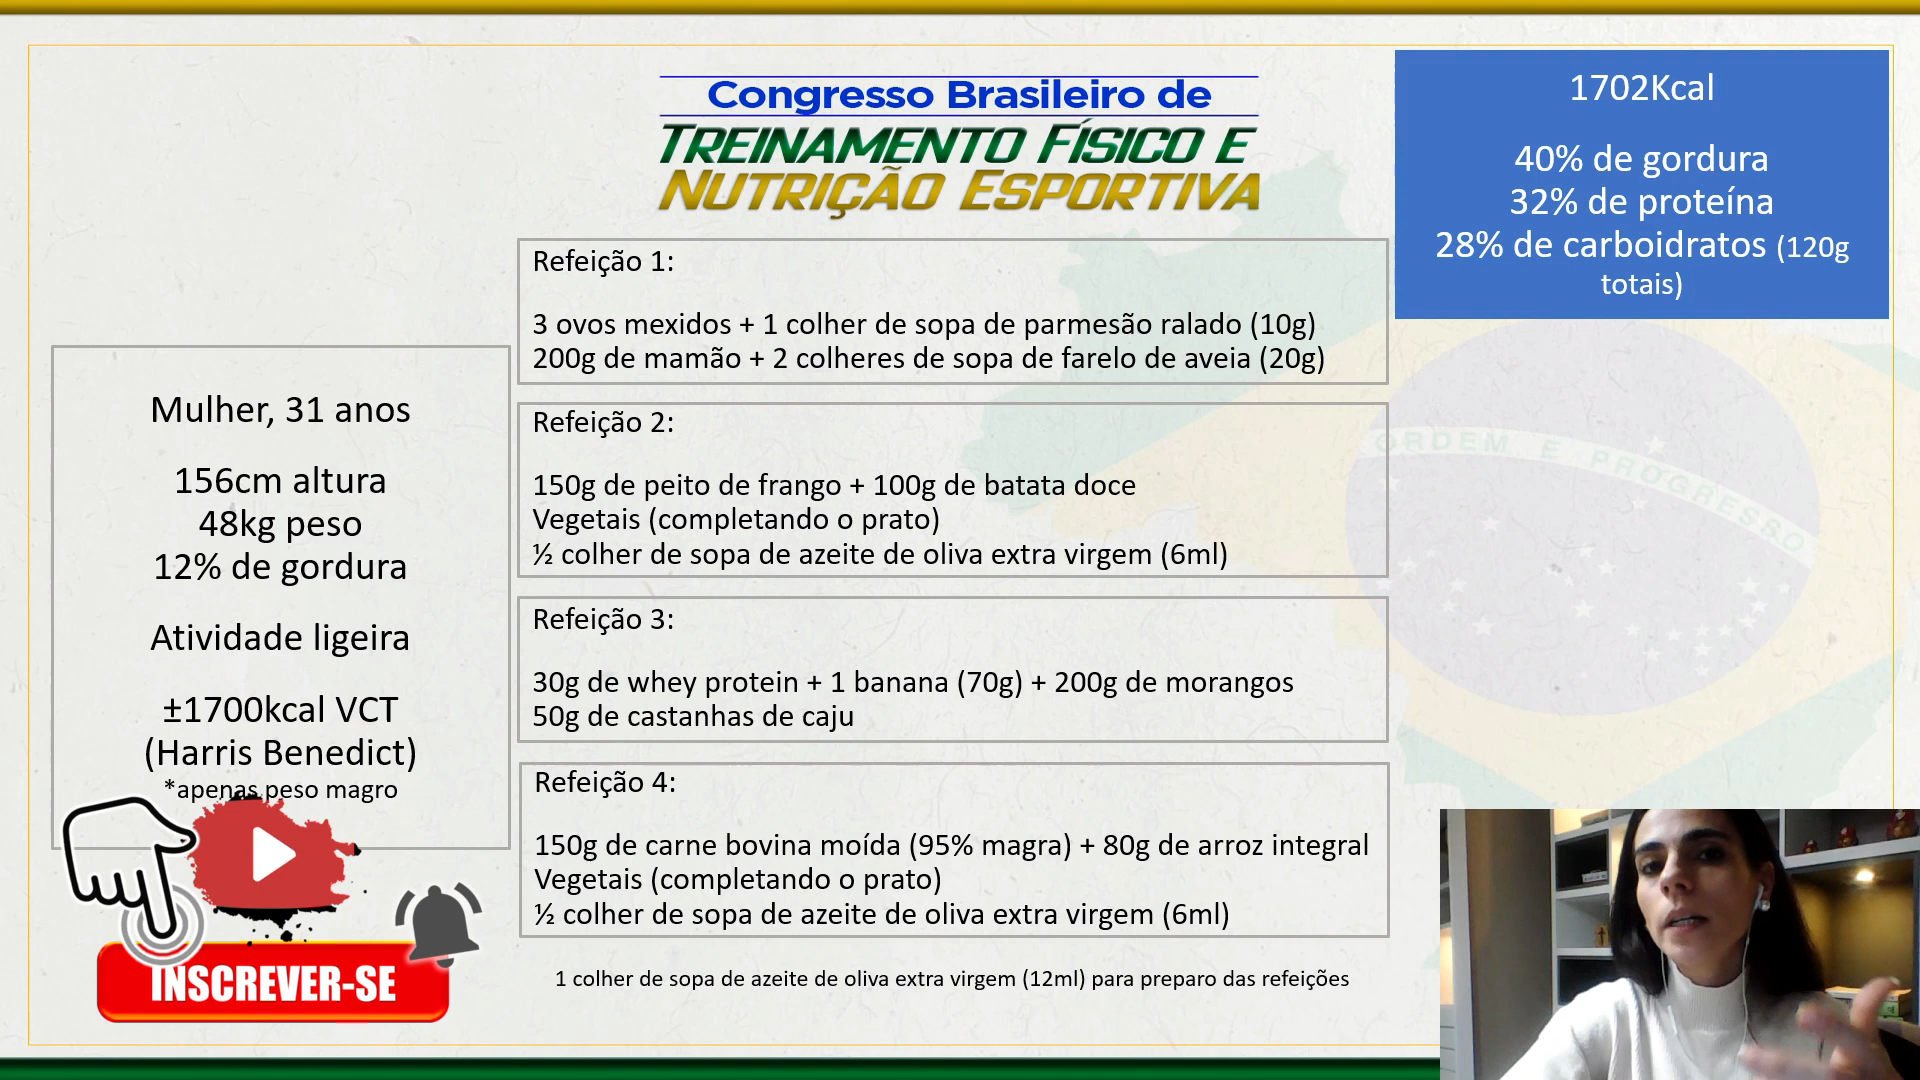 Congresso Brasileiro de
TREINAMENTO FÍSICO E
NUTRIÇÃO ESPORTIVA
1702Kcal
40% de gordura
32% de proteína
28% de carboidratos (120g
totais)
Mulher, 31 anos
156cm altura
48kg peso
12% de gordura
Atividade ligeira
±1700kcal VCT
(Harris Benedict)
*apenas peso magro
Refeição 1:
3 ovos mexidos + 1 colher de sopa de parmesão ralado (10g)
200g de mamão + 2 colheres de sopa de farelo de aveia (20g)
Refeição 2:
150g de peito de frango + 100g de batata doce
Vegetais (completando o prato)
½ colher de sopa de azeite de oliva extra virgem (6ml)
Refeição 3:
30g de whey protein + 1 banana (70g) + 200g de morangos
50g de castanhas de caju
Refeição 4:
150g de carne bovina moída (95% magra) + 80g de arroz integral
Vegetais (completando o prato)
½ colher de sopa de azeite de oliva extra virgem (6ml)
1 colher de sopa de azeite de oliva extra virgem (12ml) para preparo das refeições
ORDEM E PROGRESSO
INSCREVER-SE